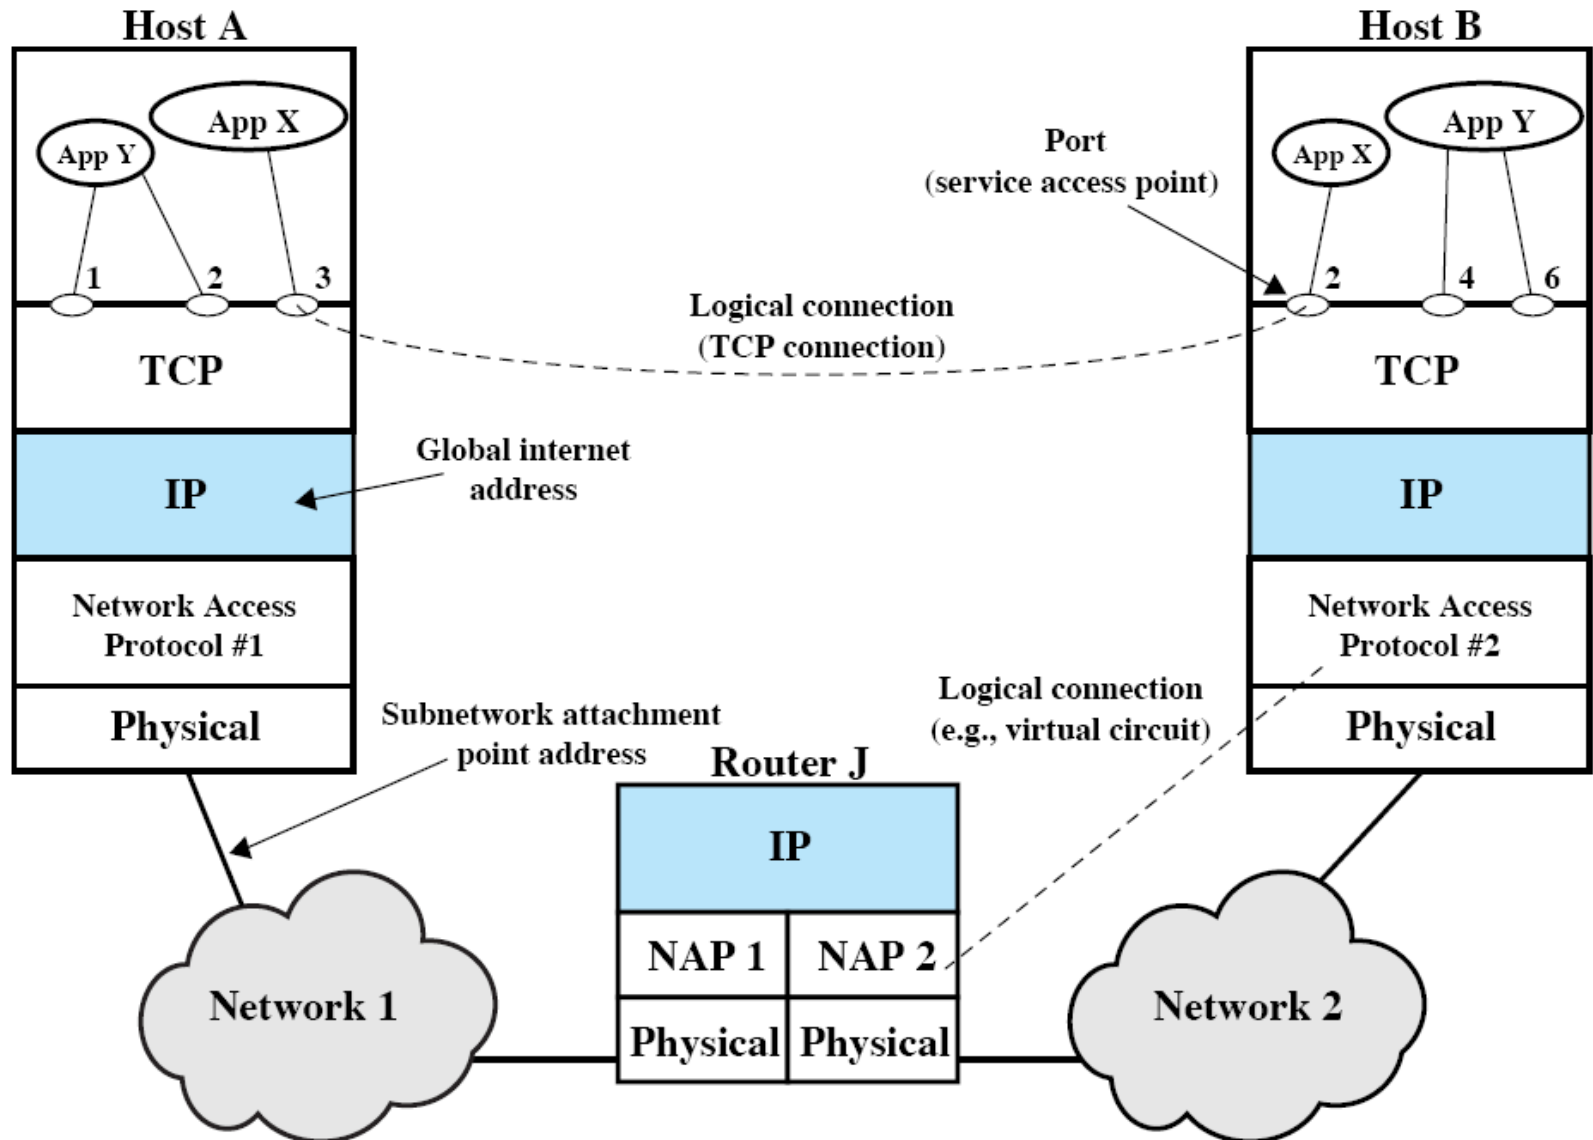 Host A
Host B
App X
App Y
App Y
App X
Port
(service access point)
1
2
3
2
4
6
Logical connection
(TCP connection)
TCP
TCP
Global internet
address
IP
IP
Network Access
Protocol #1
Network Access
Protocol #2
Logical connection
(e.g., virtual circuit)
Subnetwork attachment
point address
Physical
Physical
Router J
IP
NAP 1
NAP 2
Network 1
Network 2
Physical
Physical